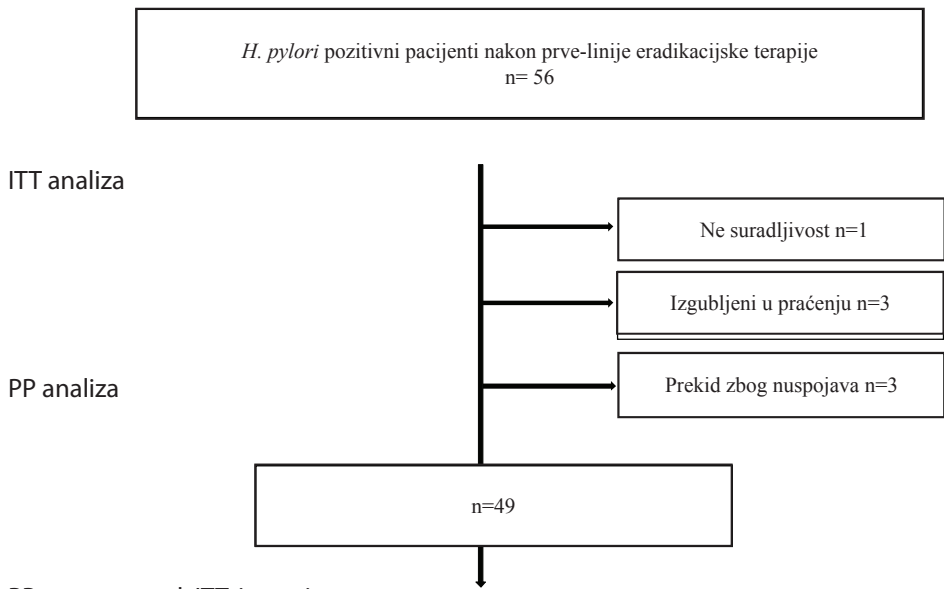 H. pylori pozitivni pacijenti nakon prve-linije eradikacijske terapije
n= 56
ITT analiza
Ne suradljivost n=1
Izgubljeni u praćenju n=3
PP analiza
Prekid zbog nuspojava n=3
n=49